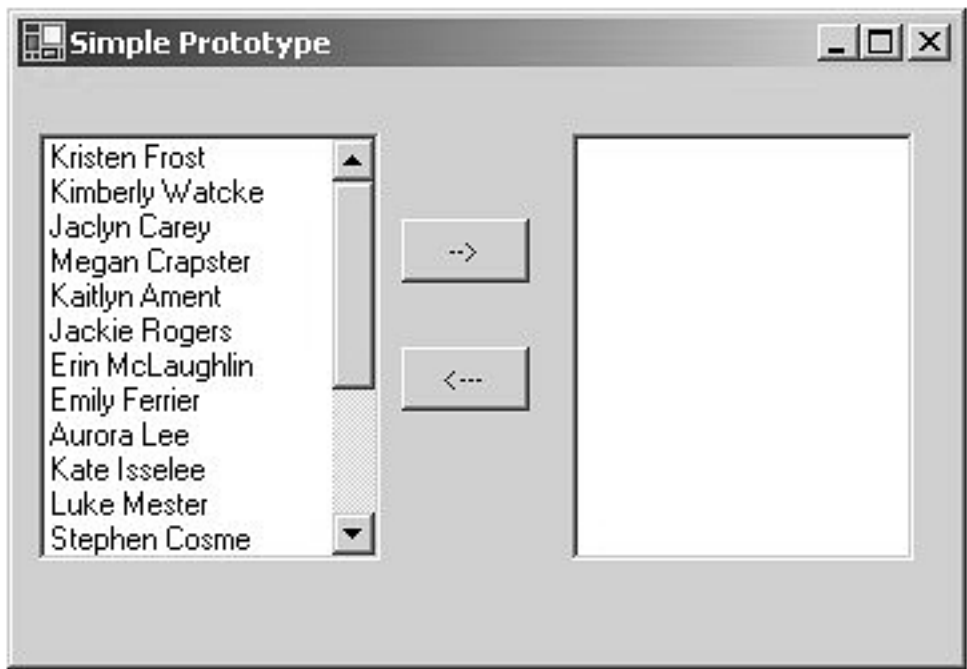 Simple Prototype
Kristen Frost
Kimberly Watcke
Jaclyn Carey
Megan Crapster
Kaitlyn Ament
Jackie Rogers
Erin McLaughlin
Emily Ferrier
Aurora Lee
Kate Isselee
Luke Mester
Stephen Cosme
-->
<---